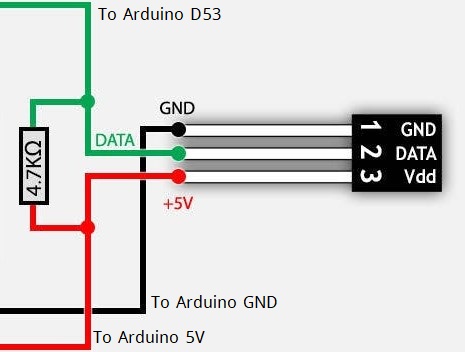 To Arduino D53
GND
DATA
4.7KΩ
+5V
1 GND
2 DATA
3 Vdd
To Arduino GND
To Arduino 5V